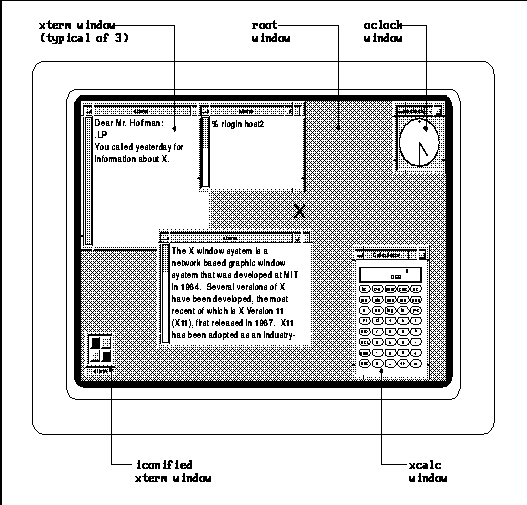 xterm window
(typical of 3)
root
window
oclock
window
Dear Mr. Hofman:
.LP
You called yesterday for
information about X.
% rlogin host2
The X window system is a
network based graphic window
system that was developed at MIT
in 1984. Several versions of X
have been developed, the most
recent of which is X Version 11
(X11), first released in 1987. X11
has been adopted as an industry-
Calculator
DEG
iconified
xterm window
xcalc
window